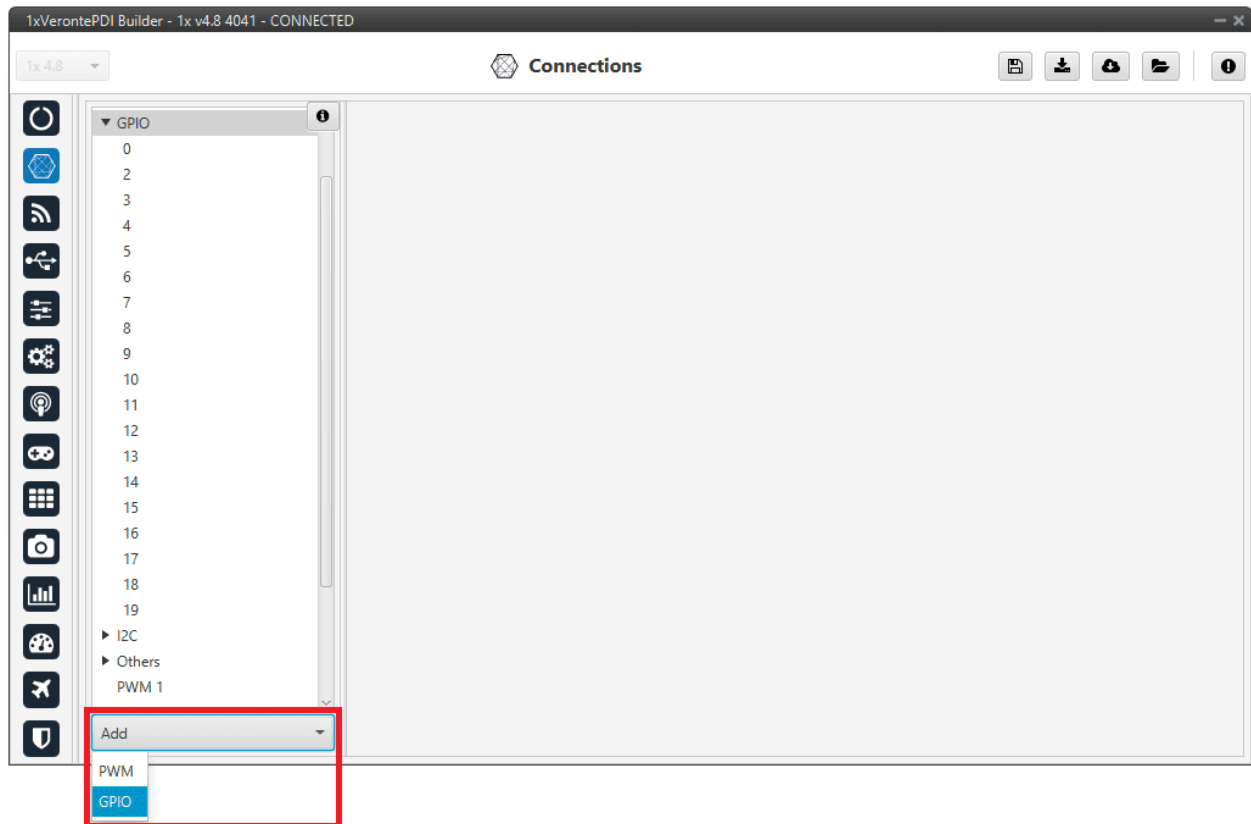 1xVerontePDI Builder - 1x v4.8 4041 - CONNECTED
1x 4.8
Connections
GPIO
0
2
3
4
5
6
7
8
9
10
11
12
13
14
15
16
17
18
19
I2C
Others
PWM 1
Add
PWM
GPIO